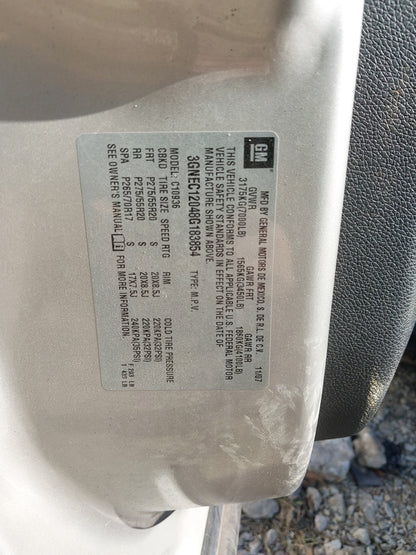 GM
MFD BY GENERAL MOTORS DE MEXICO, S. DE R.L. DE C.V. 11/07
GVWR GAWR FRT GAWR RR
3175KG(7000LB) 1565KG(3450LB) 1860KG(4100LB)
THIS VEHICLE CONFORMS TO ALL APPLICABLE U.S. FEDERAL MOTOR
VEHICLE SAFETY STANDARDS IN EFFECT ON THE DATE OF
MANUFACTURE SHOWN ABOVE.
3GNEC12048G183854 TYPE: M.P.V.
MODEL: C10936
CBKD TIRE SIZE SPEED RTG RIM COLD TIRE PRESSURE
FRT P275/55R20 S 20X8.5J 220KPA(32PSI)
RR P275/55R20 S 20X8.5J 220KPA(32PSI)
SPA P265/70R17 S 17X7.5J 240KPA(35PSI)
SEE OWNER'S MANUAL FOR MORE INFORMATION.